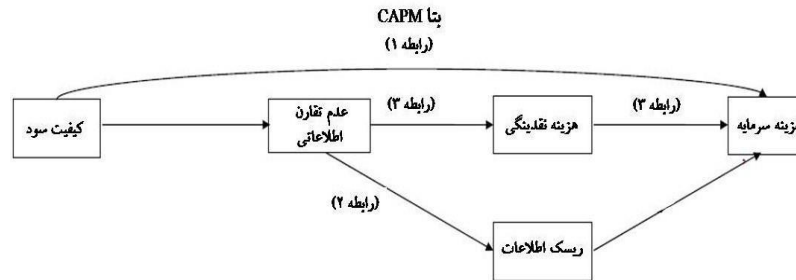 بتا CAPM
(رابطه ۱)
کیفیت سود
عدم تقارن
اطلاعاتی
(رابطه ۳)
هزینه نقدینگی
(رابطه ۳)
هزینه سرمایه
(رابطه ۲)
ریسک اطلاعات